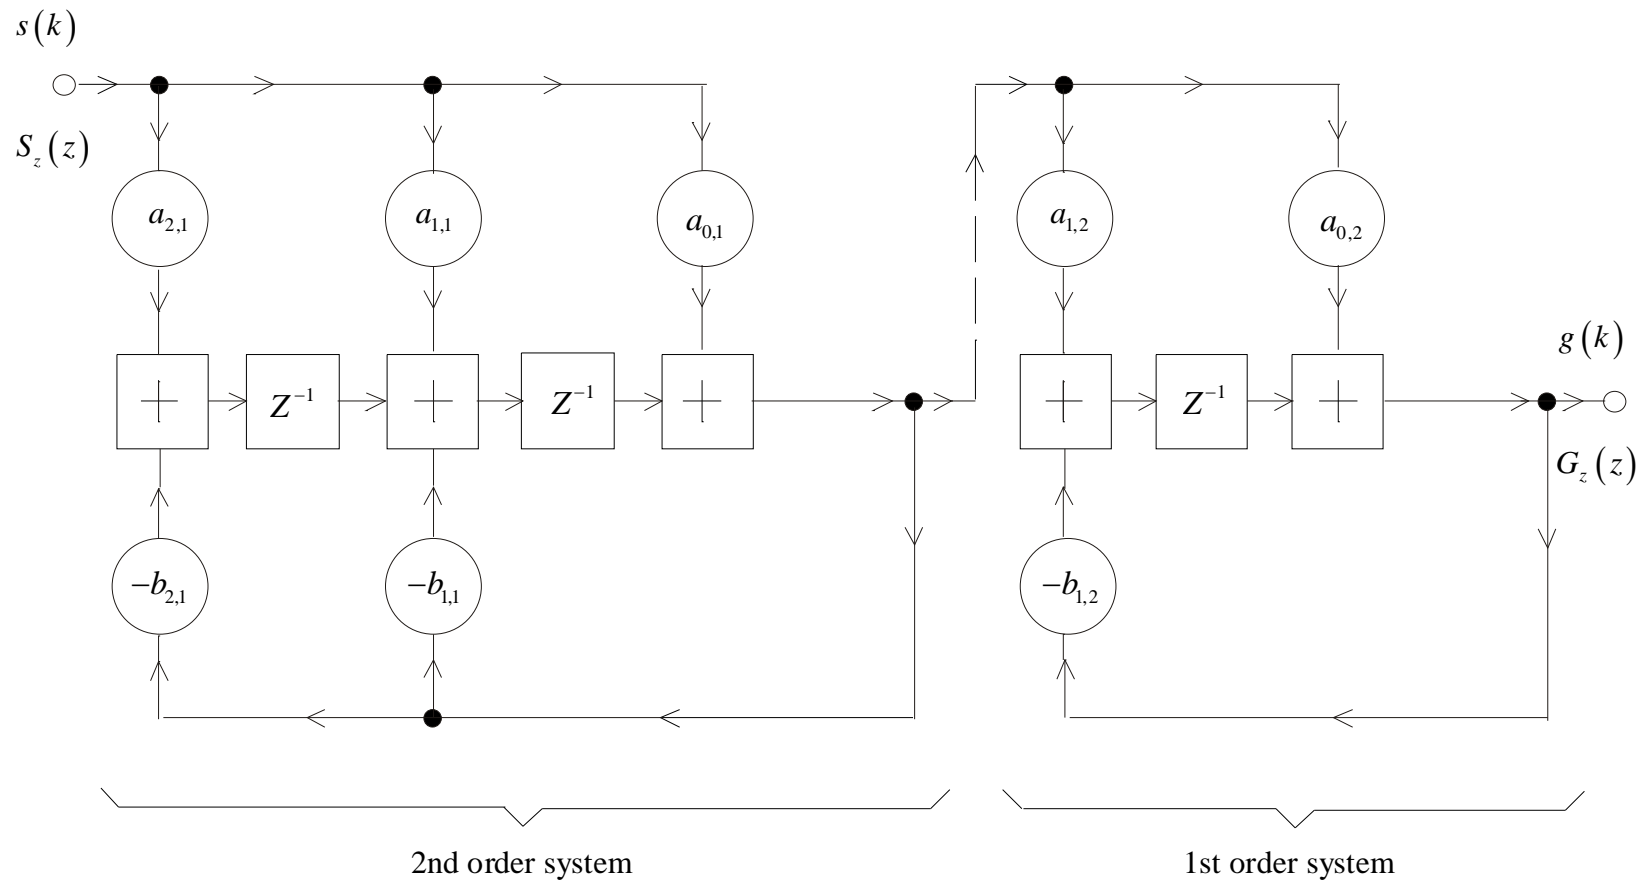 s(k)
S_z(z)
a_{2,1}
a_{1,1}
a_{0,1}
a_{1,2}
a_{0,2}
+
Z^{-1}
+
Z^{-1}
+
+
Z^{-1}
+
g(k)
G_z(z)
-b_{2,1}
-b_{1,1}
-b_{1,2}
2nd order system
1st order system